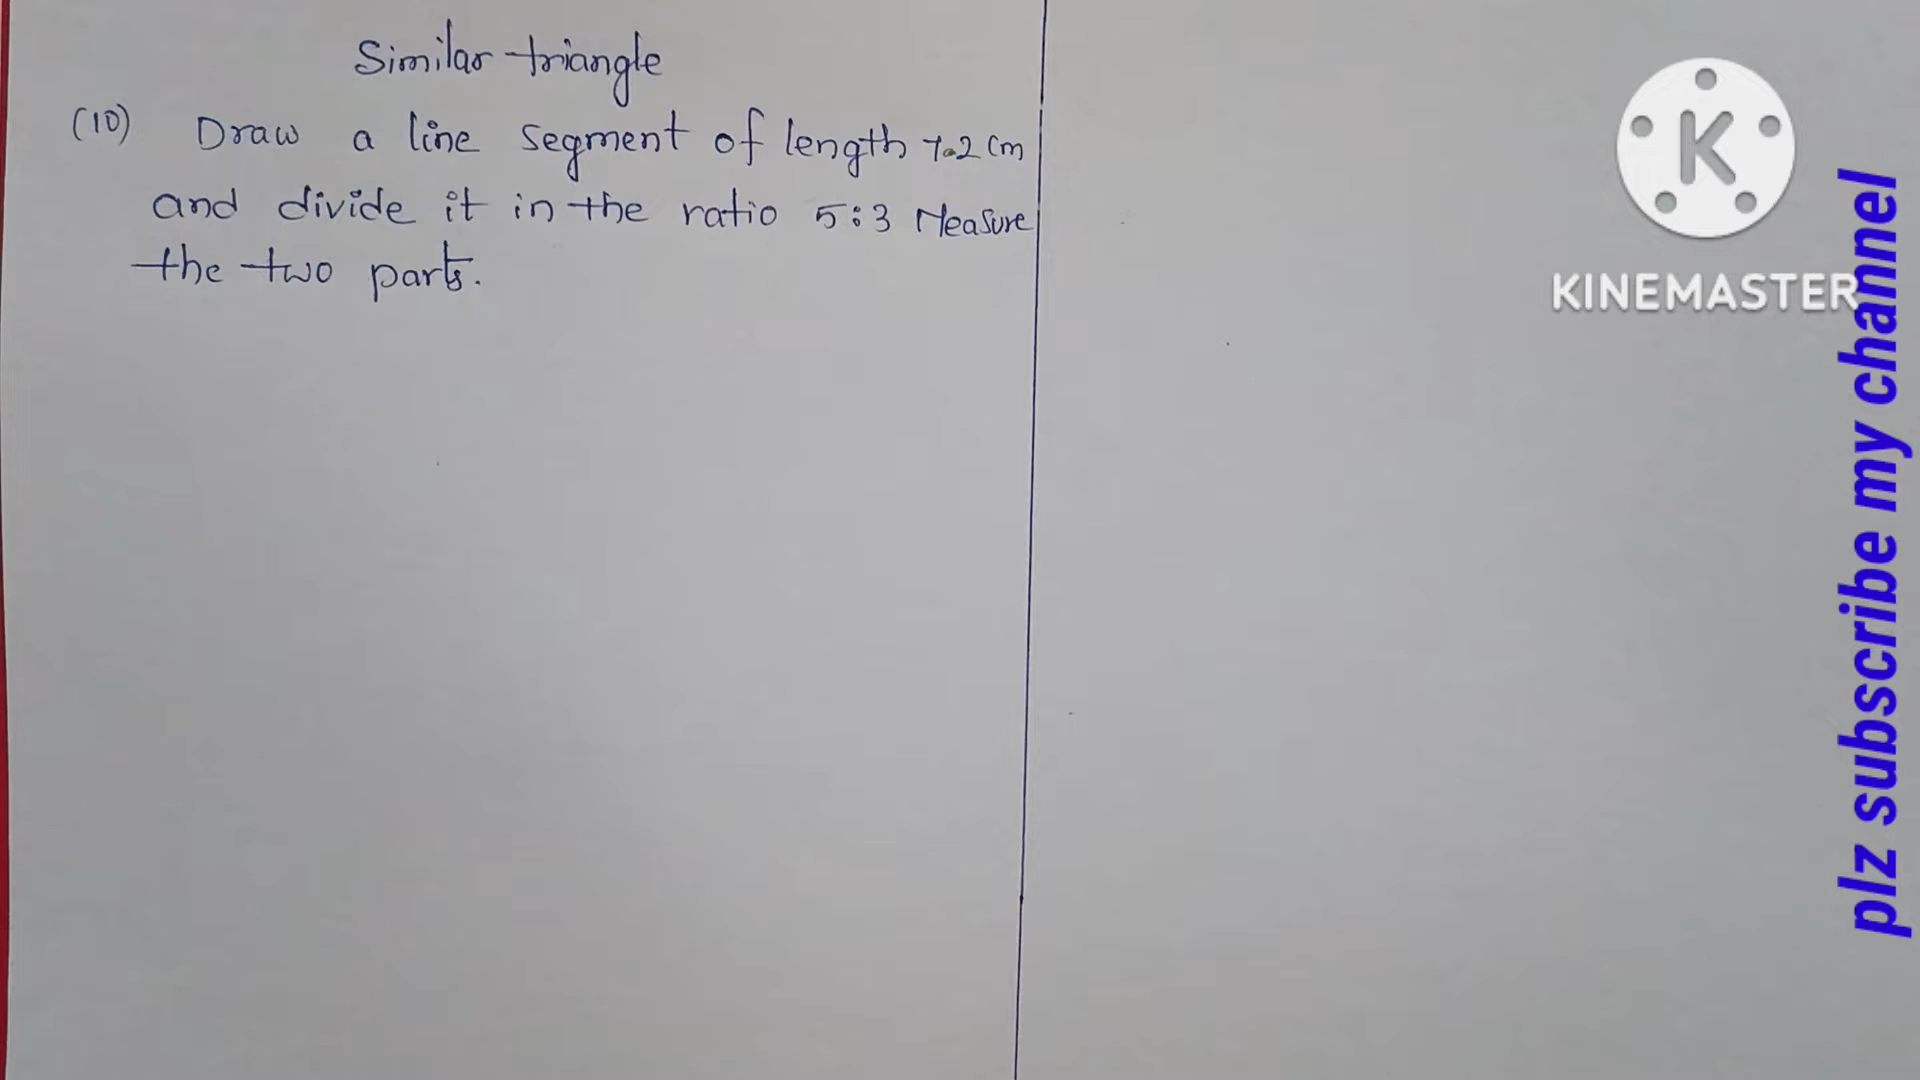 Similar triangle
(10) Draw a line segment of length 7.2 cm
and divide it in the ratio 5:3 Measure
the two parts.
K
KINEMASTER
plz subscribe my channel